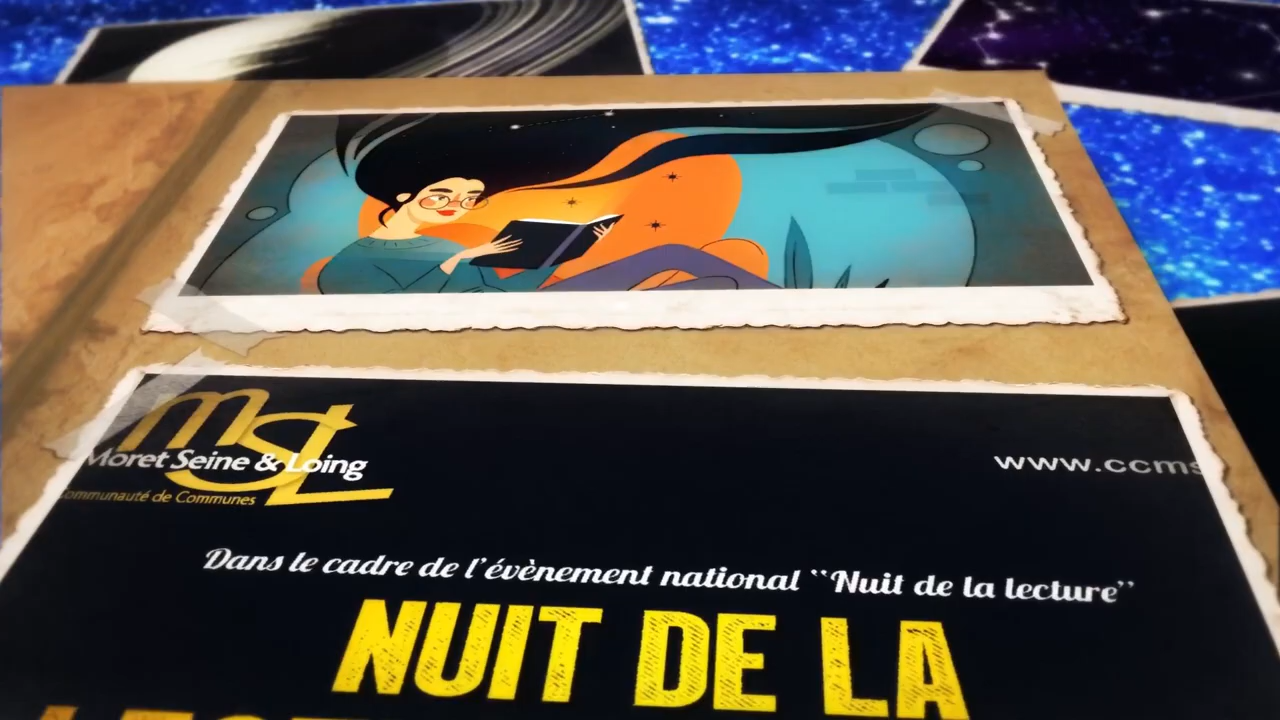 msl
Moret Seine & Loing
Communauté de Communes
www.ccms
Dans le cadre de l'évènement national "Nuit de la lecture"
NUIT DE LA